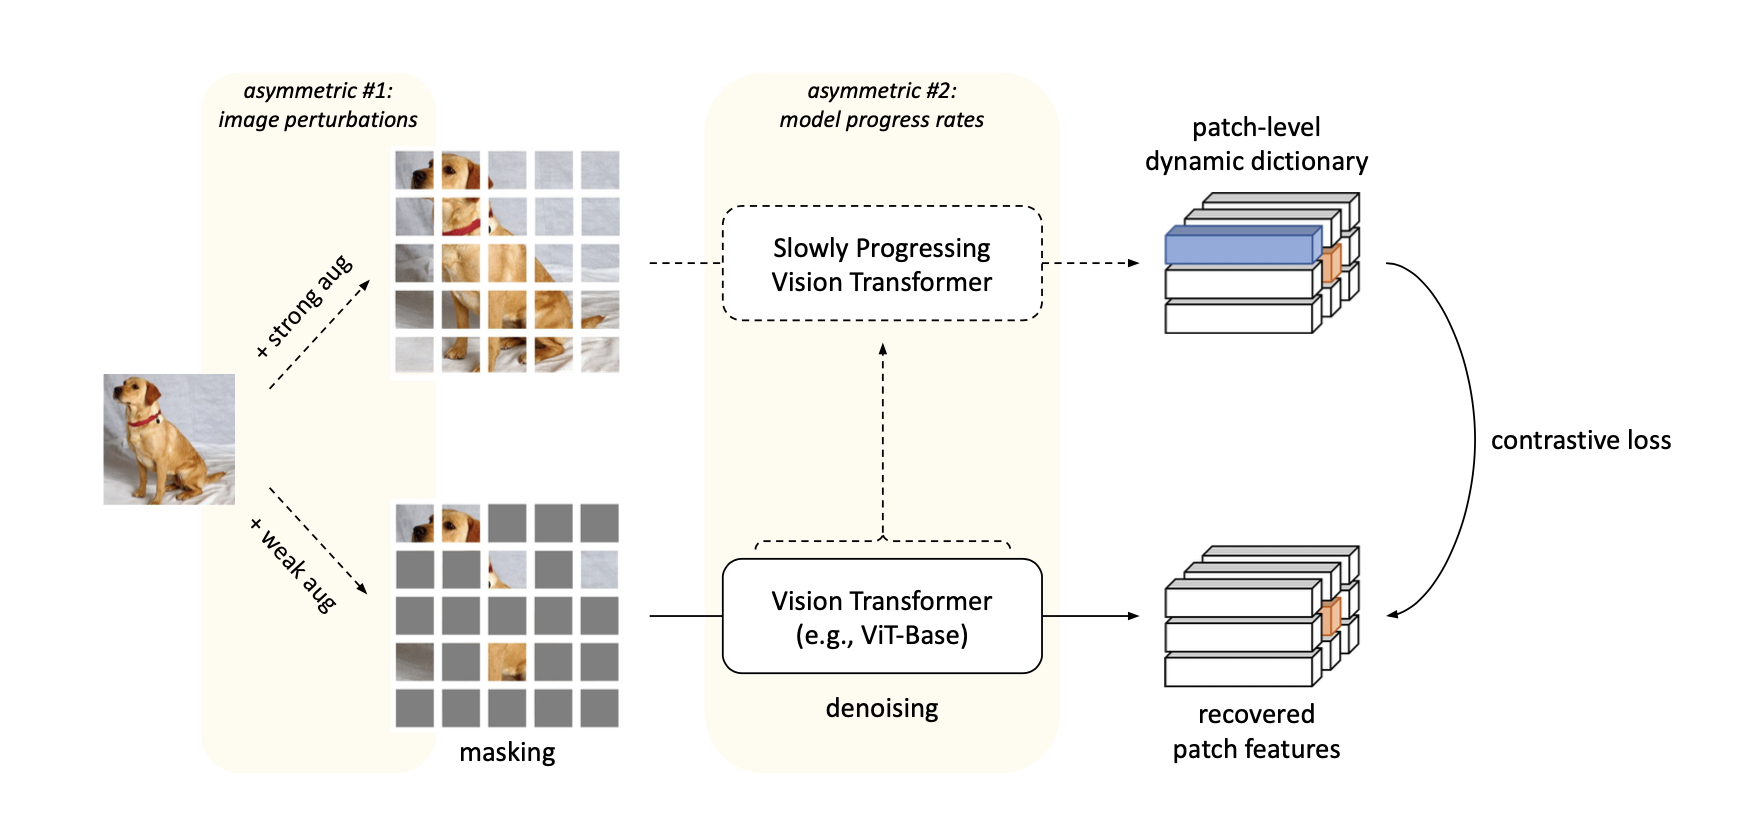 asymmetric #1:
image perturbations
asymmetric #2:
model progress rates
patch-level
dynamic dictionary
+ strong aug
Slowly Progressing
Vision Transformer
contrastive loss
+ weak aug
Vision Transformer
(e.g., ViT-Base)
denoising
masking
recovered
patch features